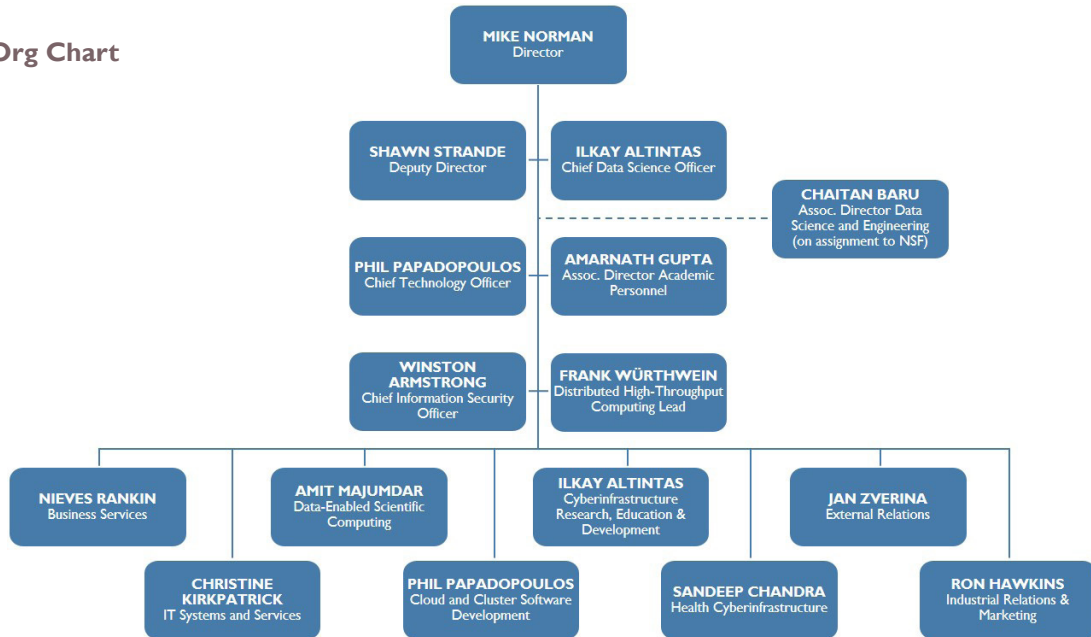 Org Chart
MIKE NORMAN
Director
SHAWN STRANDE
Deputy Director
ILKAY ALTINTAS
Chief Data Science Officer
CHAITAN BARU
Assoc. Director Data
Science and Engineering
(on assignment to NSF)
PHIL PAPADOPOULOS
Chief Technology Officer
AMARNATH GUPTA
Assoc. Director Academic
Personnel
WINSTON
ARMSTRONG
Chief Information Security
Officer
FRANK WÜRTHWEIN
Distributed High-Throughput
Computing Lead
NIEVES RANKIN
Business Services
AMIT MAJUMDAR
Data-Enabled Scientific
Computing
ILKAY ALTINTAS
Cyberinfrastructure
Research, Education &
Development
JAN ZVERINA
External Relations
CHRISTINE
KIRKPATRICK
IT Systems and Services
PHIL PAPADOPOULOS
Cloud and Cluster Software
Development
SANDEEP CHANDRA
Health Cyberinfrastructure
RON HAWKINS
Industrial Relations &
Marketing